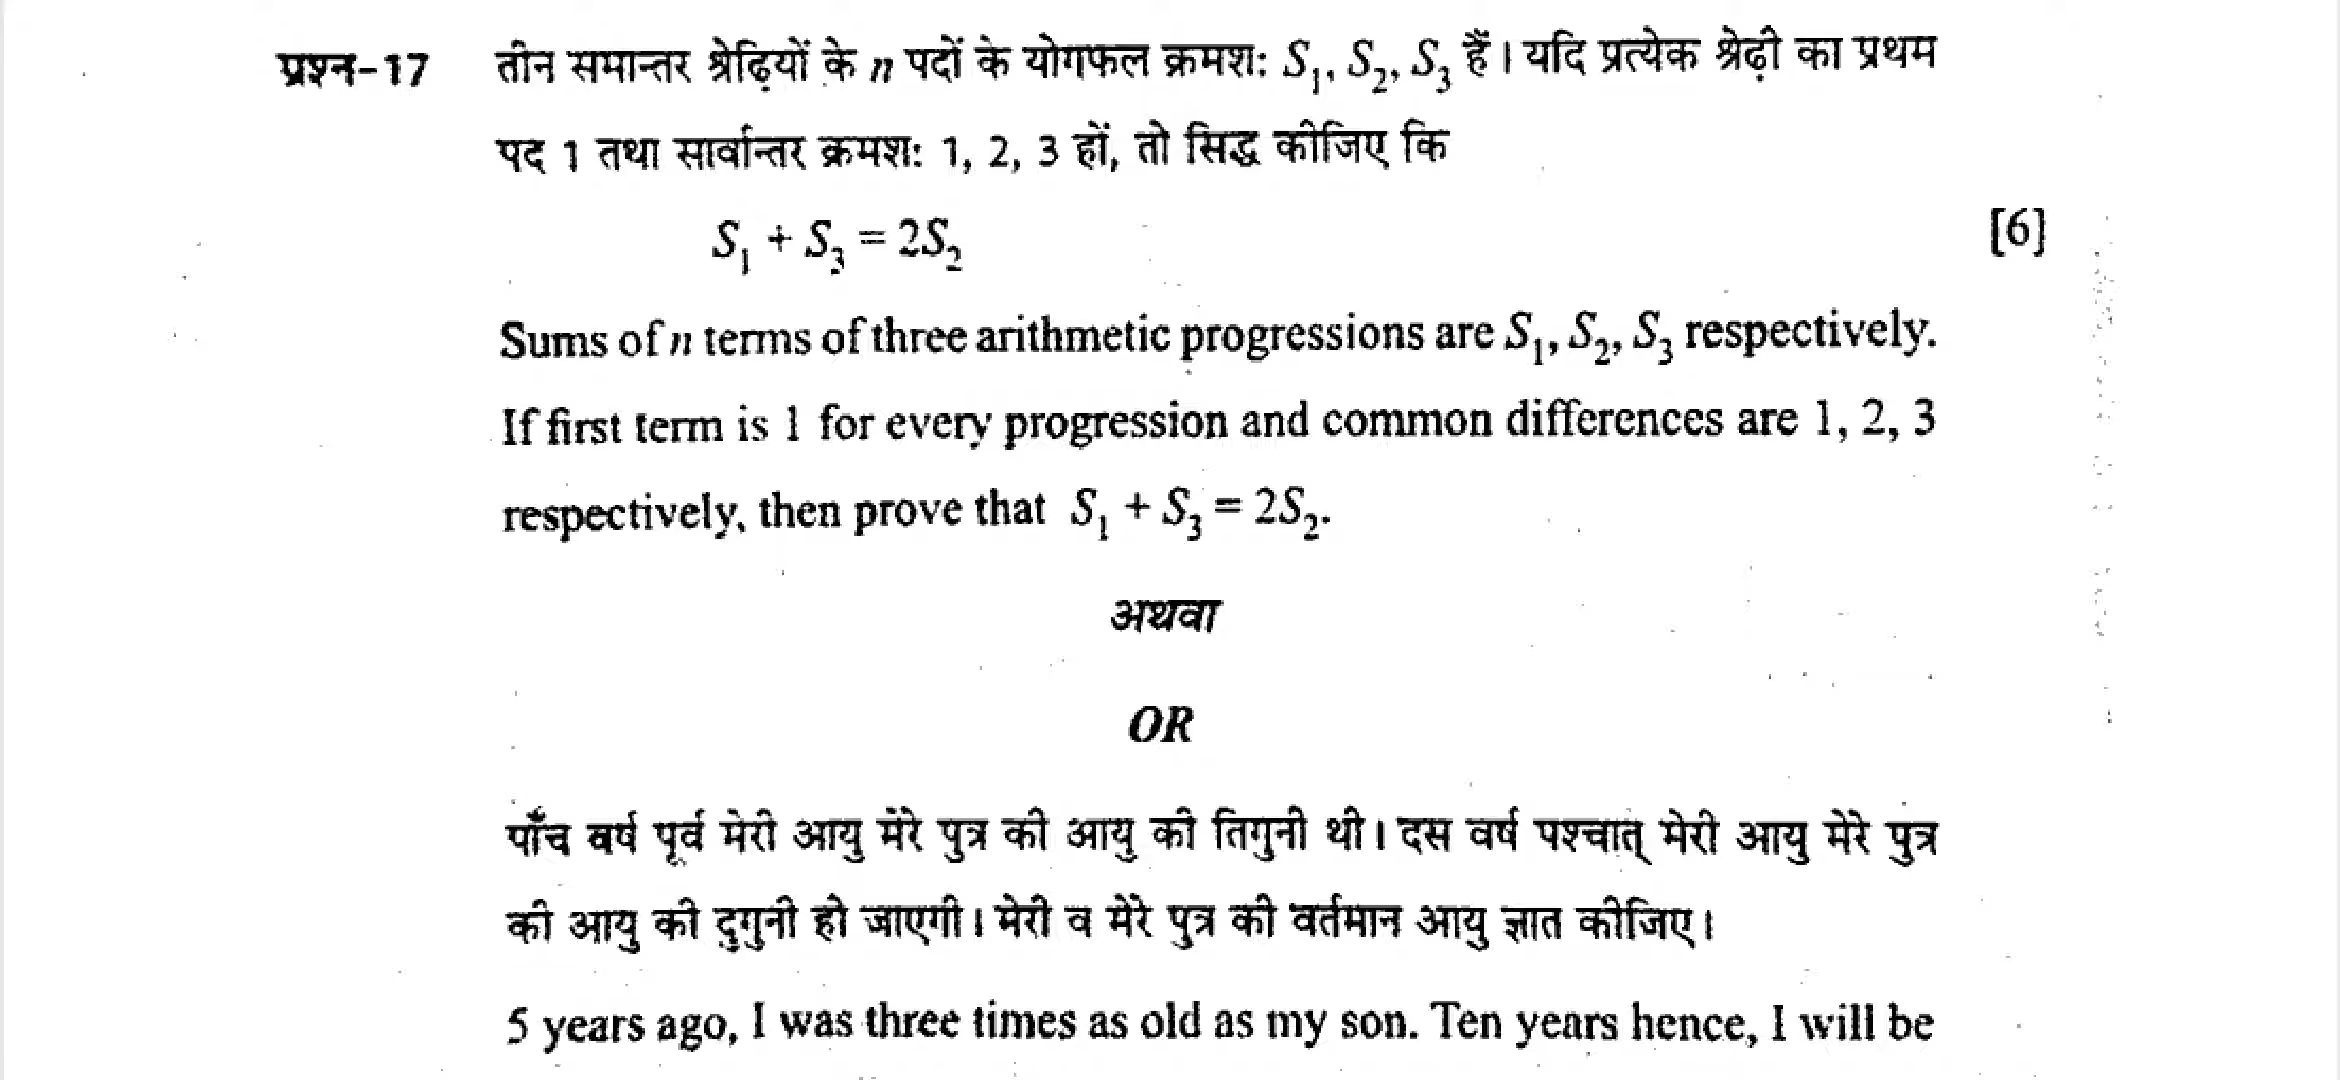 प्रश्न-17 तीन समान्तर श्रेढ़ियों के n पदों के योगफल क्रमश: S₁, S₂, S₃ हैं। यदि प्रत्येक श्रेढ़ी का प्रथम
पद 1 तथा सार्वान्तर क्रमश: 1, 2, 3 हों, तो सिद्ध कीजिए कि
S₁ + S₃ = 2S₂ [6]
Sums of n terms of three arithmetic progressions are S₁, S₂, S₃ respectively.
If first term is 1 for every progression and common differences are 1, 2, 3
respectively, then prove that S₁ + S₃ = 2S₂.
अथवा
OR
पाँच वर्ष पूर्व मेरी आयु मेरे पुत्र की आयु की तिगुनी थी। दस वर्ष पश्चात् मेरी आयु मेरे पुत्र
की आयु की दुगुनी हो जाएगी। मेरी व मेरे पुत्र की वर्तमान आयु ज्ञात कीजिए।
5 years ago, I was three times as old as my son. Ten years hence, I will be